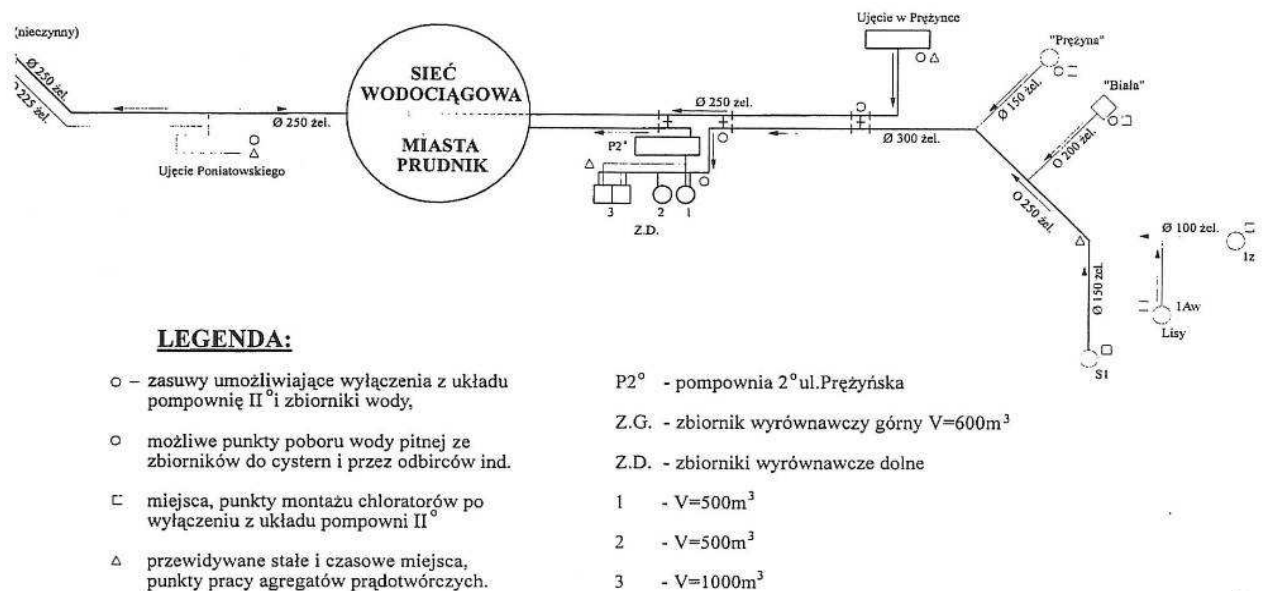 (nieczynny)
Ø 250 żel.
Ø 225 żel.
Ø 250 żel.
Ujęcie Poniatowskiego
SIEĆ
WODOCIĄGOWA
MIASTA
PRUDNIK
Ujęcie w Prężynce
Ø 250 żel.
P2°
3 2 1
Z.D.
Ø 300 żel.
"Prężyna"
Ø 150 żel.
"Biała"
O 200 żel.
O 250 żel.
Ø 100 żel.
1z
Ø 150 żel.
1Aw
Lisy
S1
LEGENDA:
– zasuwy umożliwiające wyłączenia z układu
pompownię II° i zbiorniki wody,
możliwe punkty poboru wody pitnej ze
zbiorników do cystern i przez odbirców ind.
miejsca, punkty montażu chloratorów po
wyłączeniu z układu pompowni II°
przewidywane stałe i czasowe miejsca,
punkty pracy agregatów prądotwórczych.
P2° - pompownia 2° ul.Prężyńska
Z.G. - zbiornik wyrównawczy górny V=600m³
Z.D. - zbiorniki wyrównawcze dolne
1 - V=500m³
2 - V=500m³
3 - V=1000m³